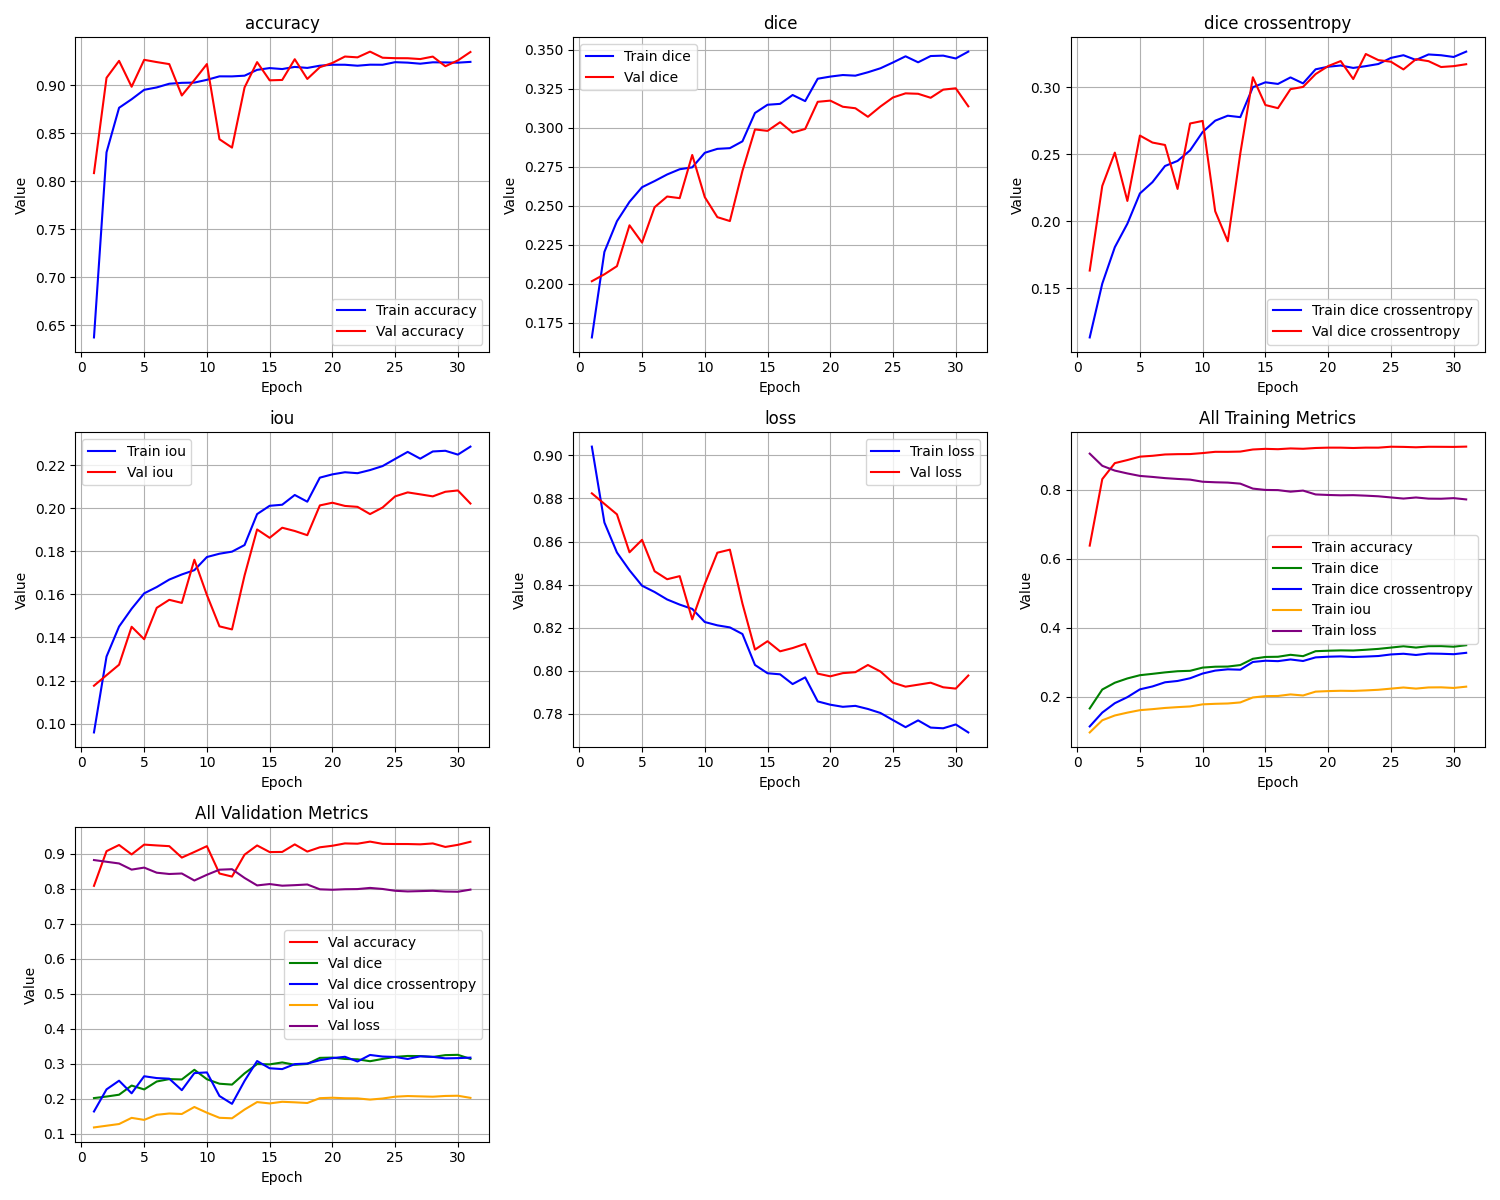 accuracy
Value
0.90
0.85
0.80
0.75
0.70
0.65
Train accuracy
Val accuracy
0 5 10 15 20 25 30
Epoch
dice
Value
0.350
0.325
0.300
0.275
0.250
0.225
0.200
0.175
Train dice
Val dice
0 5 10 15 20 25 30
Epoch
dice crossentropy
Value
0.30
0.25
0.20
0.15
Train dice crossentropy
Val dice crossentropy
0 5 10 15 20 25 30
Epoch
iou
Value
0.22
0.20
0.18
0.16
0.14
0.12
0.10
Train iou
Val iou
0 5 10 15 20 25 30
Epoch
loss
Value
0.90
0.88
0.86
0.84
0.82
0.80
0.78
Train loss
Val loss
0 5 10 15 20 25 30
Epoch
All Training Metrics
Value
0.8
0.6
0.4
0.2
Train accuracy
Train dice
Train dice crossentropy
Train iou
Train loss
0 5 10 15 20 25 30
Epoch
All Validation Metrics
Value
0.9
0.8
0.7
0.6
0.5
0.4
0.3
0.2
0.1
Val accuracy
Val dice
Val dice crossentropy
Val iou
Val loss
0 5 10 15 20 25 30
Epoch